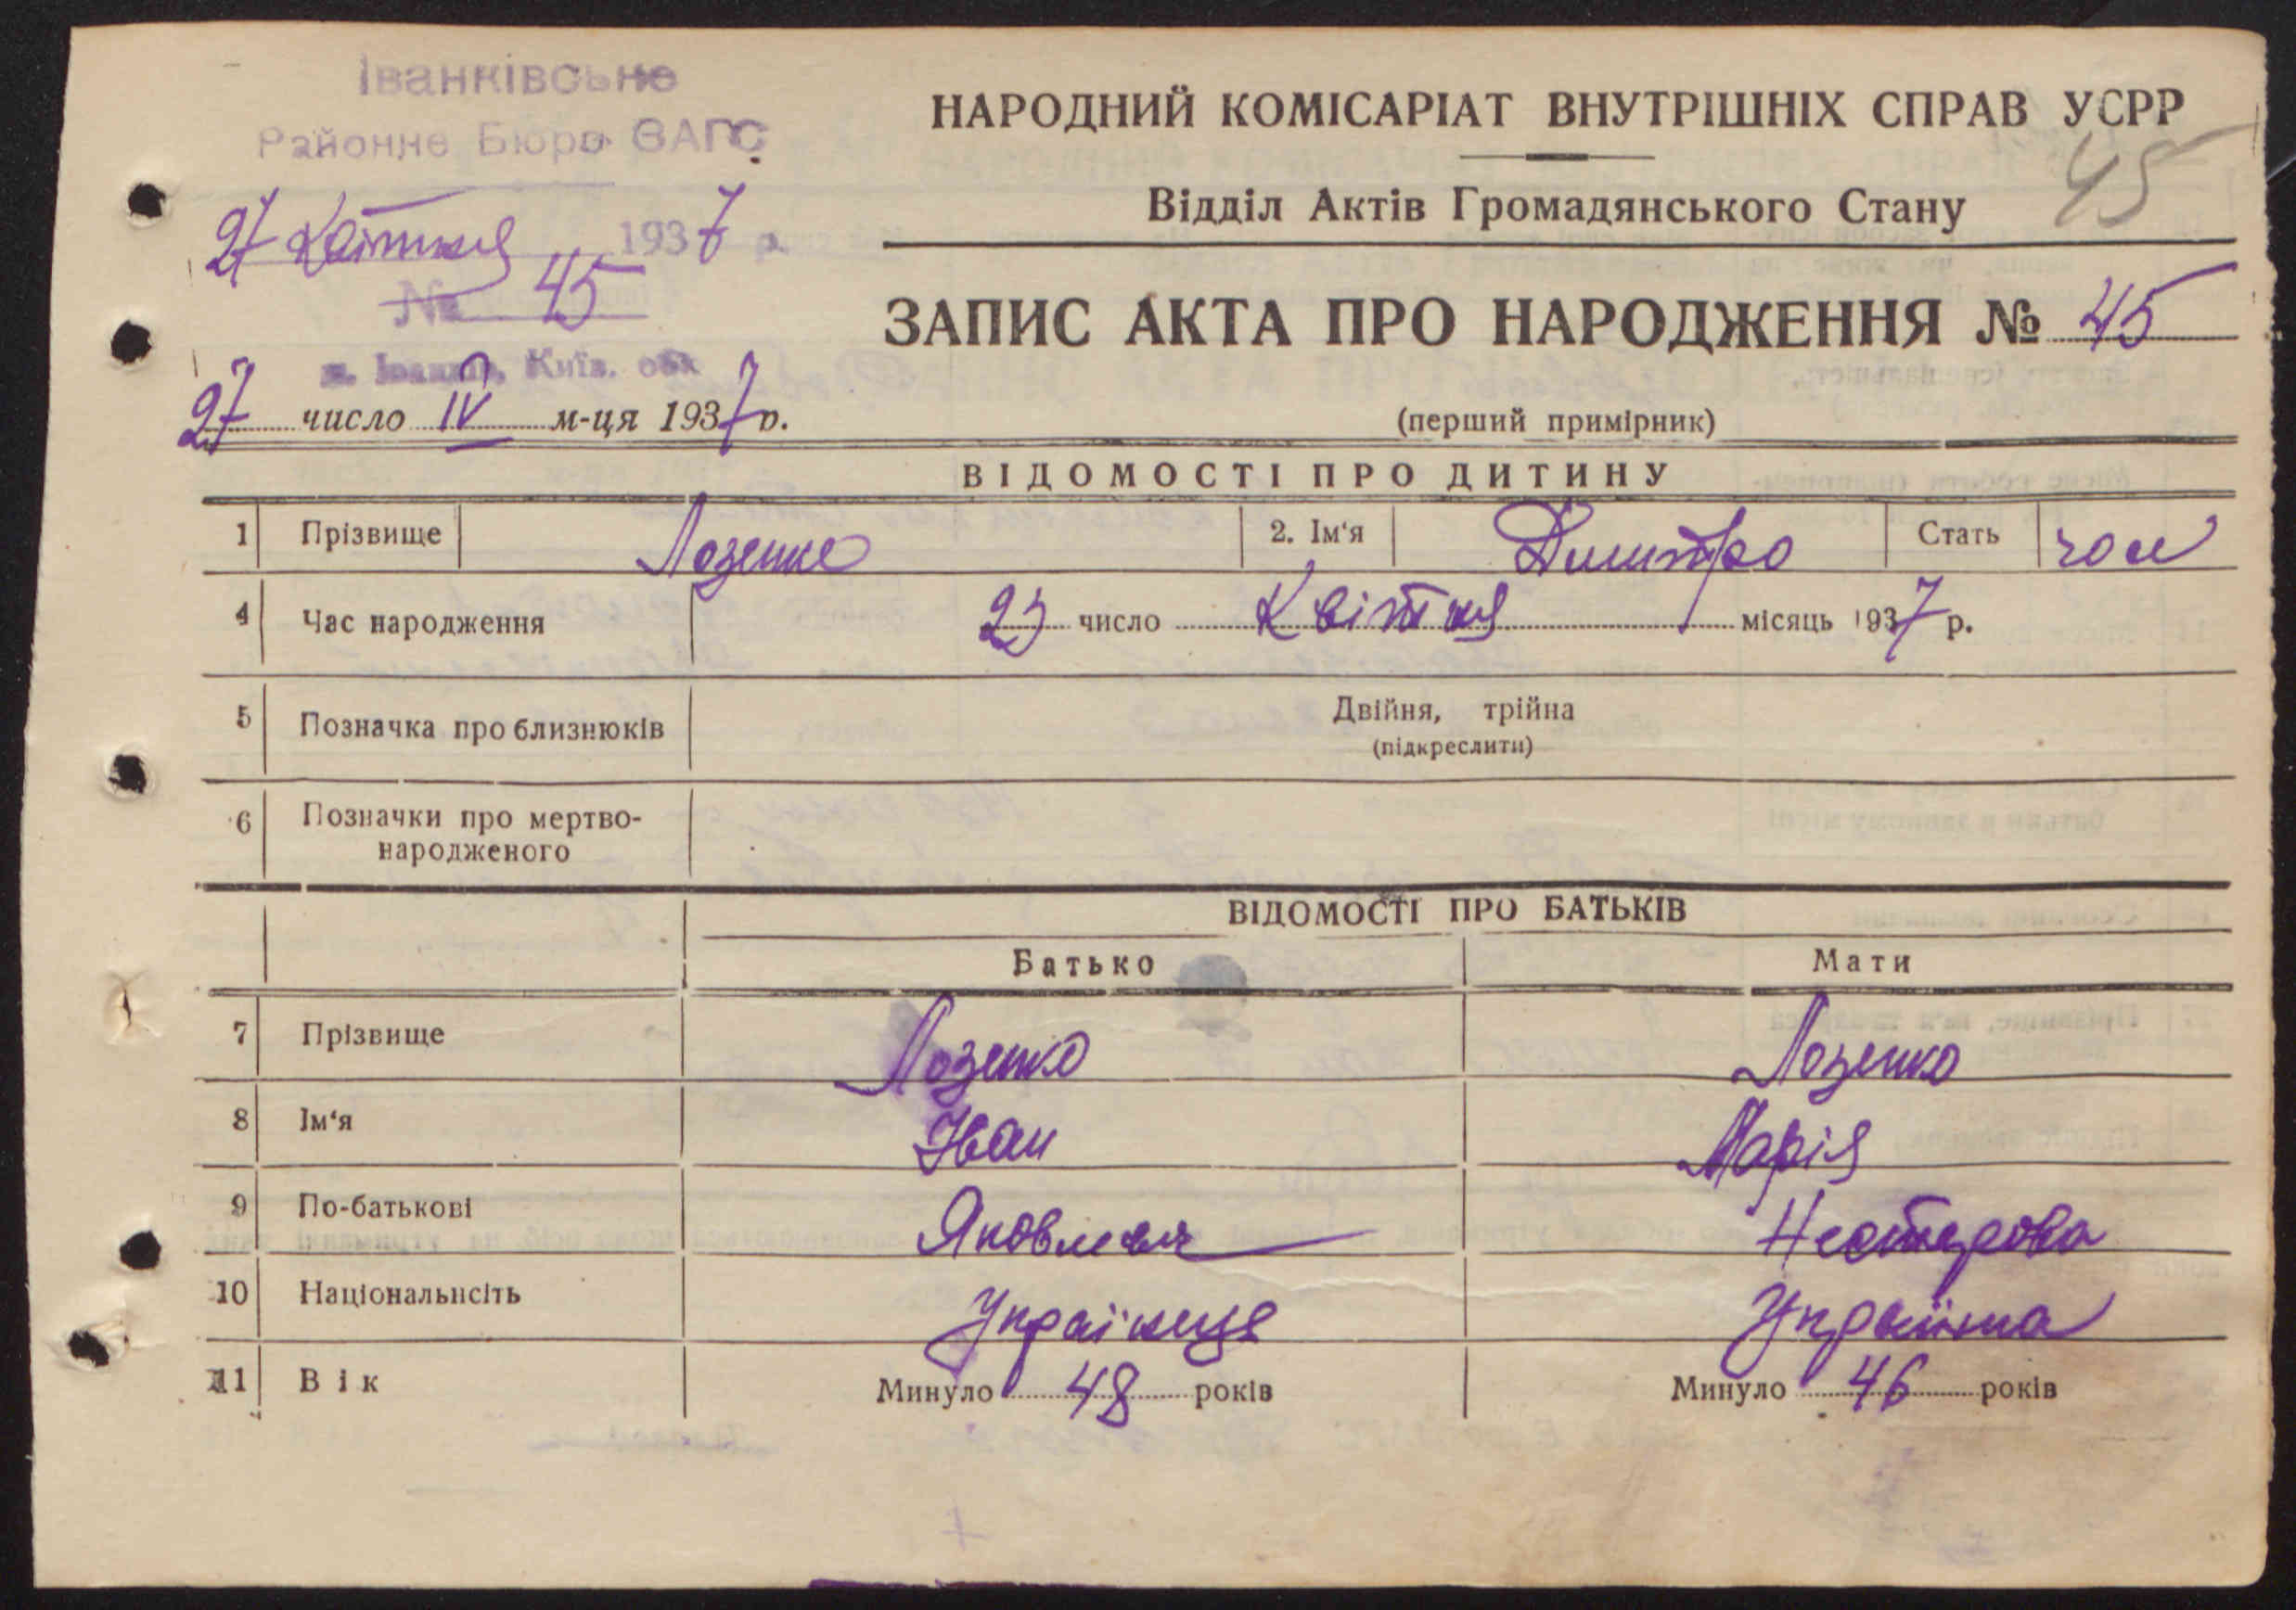 Іванківське
Районне Бюро ЗАГС
27 Квітня 1937 р.
№ 45
м. Іванків, Київ. обл
27 число IV м-ця 1937 р.
НАРОДНИЙ КОМІСАРІАТ ВНУТРІШНІХ СПРАВ УСРР
45
Відділ Актів Громадянського Стану
ЗАПИС АКТА ПРО НАРОДЖЕННЯ № 45
(перший примірник)
ВІДОМОСТІ ПРО ДИТИНУ
1 Прізвище Лозенко 2. Ім'я Димитро Стать чол
4 Час народження 23 число Квітня місяць 1937 р.
5 Позначка про близнюків Двійня, трійна
(підкреслити)
6 Позначки про мертво-
народженого
ВІДОМОСТІ ПРО БАТЬКІВ
Батько Мати
7 Прізвище Лозенко Лозенко
8 Ім'я Іван Марія
9 По-батькові Яковлевич Нестерова
10 Національнсіть Українець Українка
11 Вік Минуло 48 років Минуло 46 років